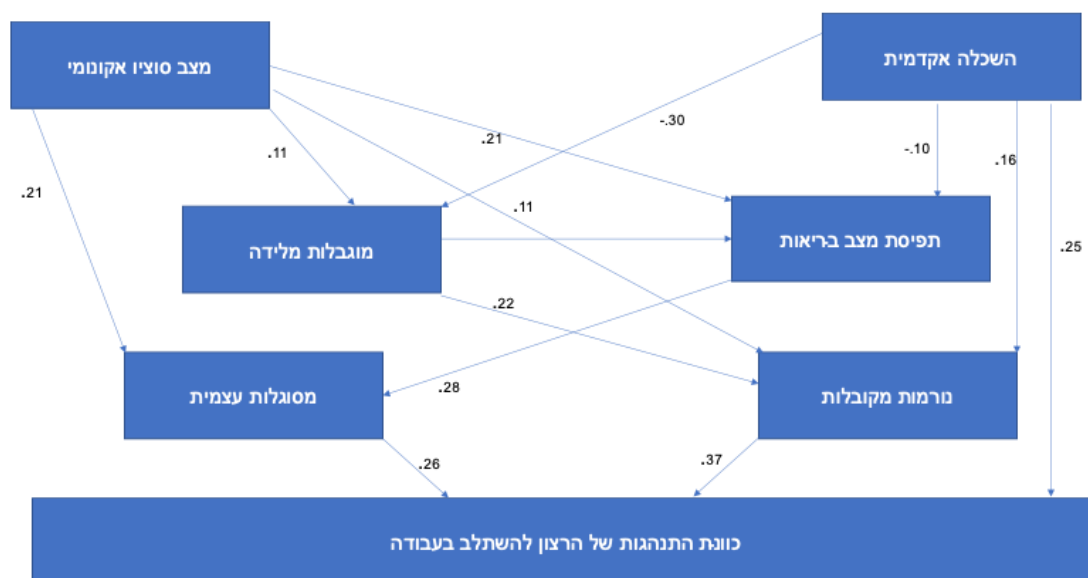 השכלה אקדמית
מצב סוציו אקונומי
-.30
.21
-.10
.11
.16
.21
.11
תפיסת מצב בריאות
מוגבלות מלידה
.25
.22
.28
נורמות מקובלות
מסוגלות עצמית
.37
.26
כוונת התנהגות של הרצון להשתלב בעבודה